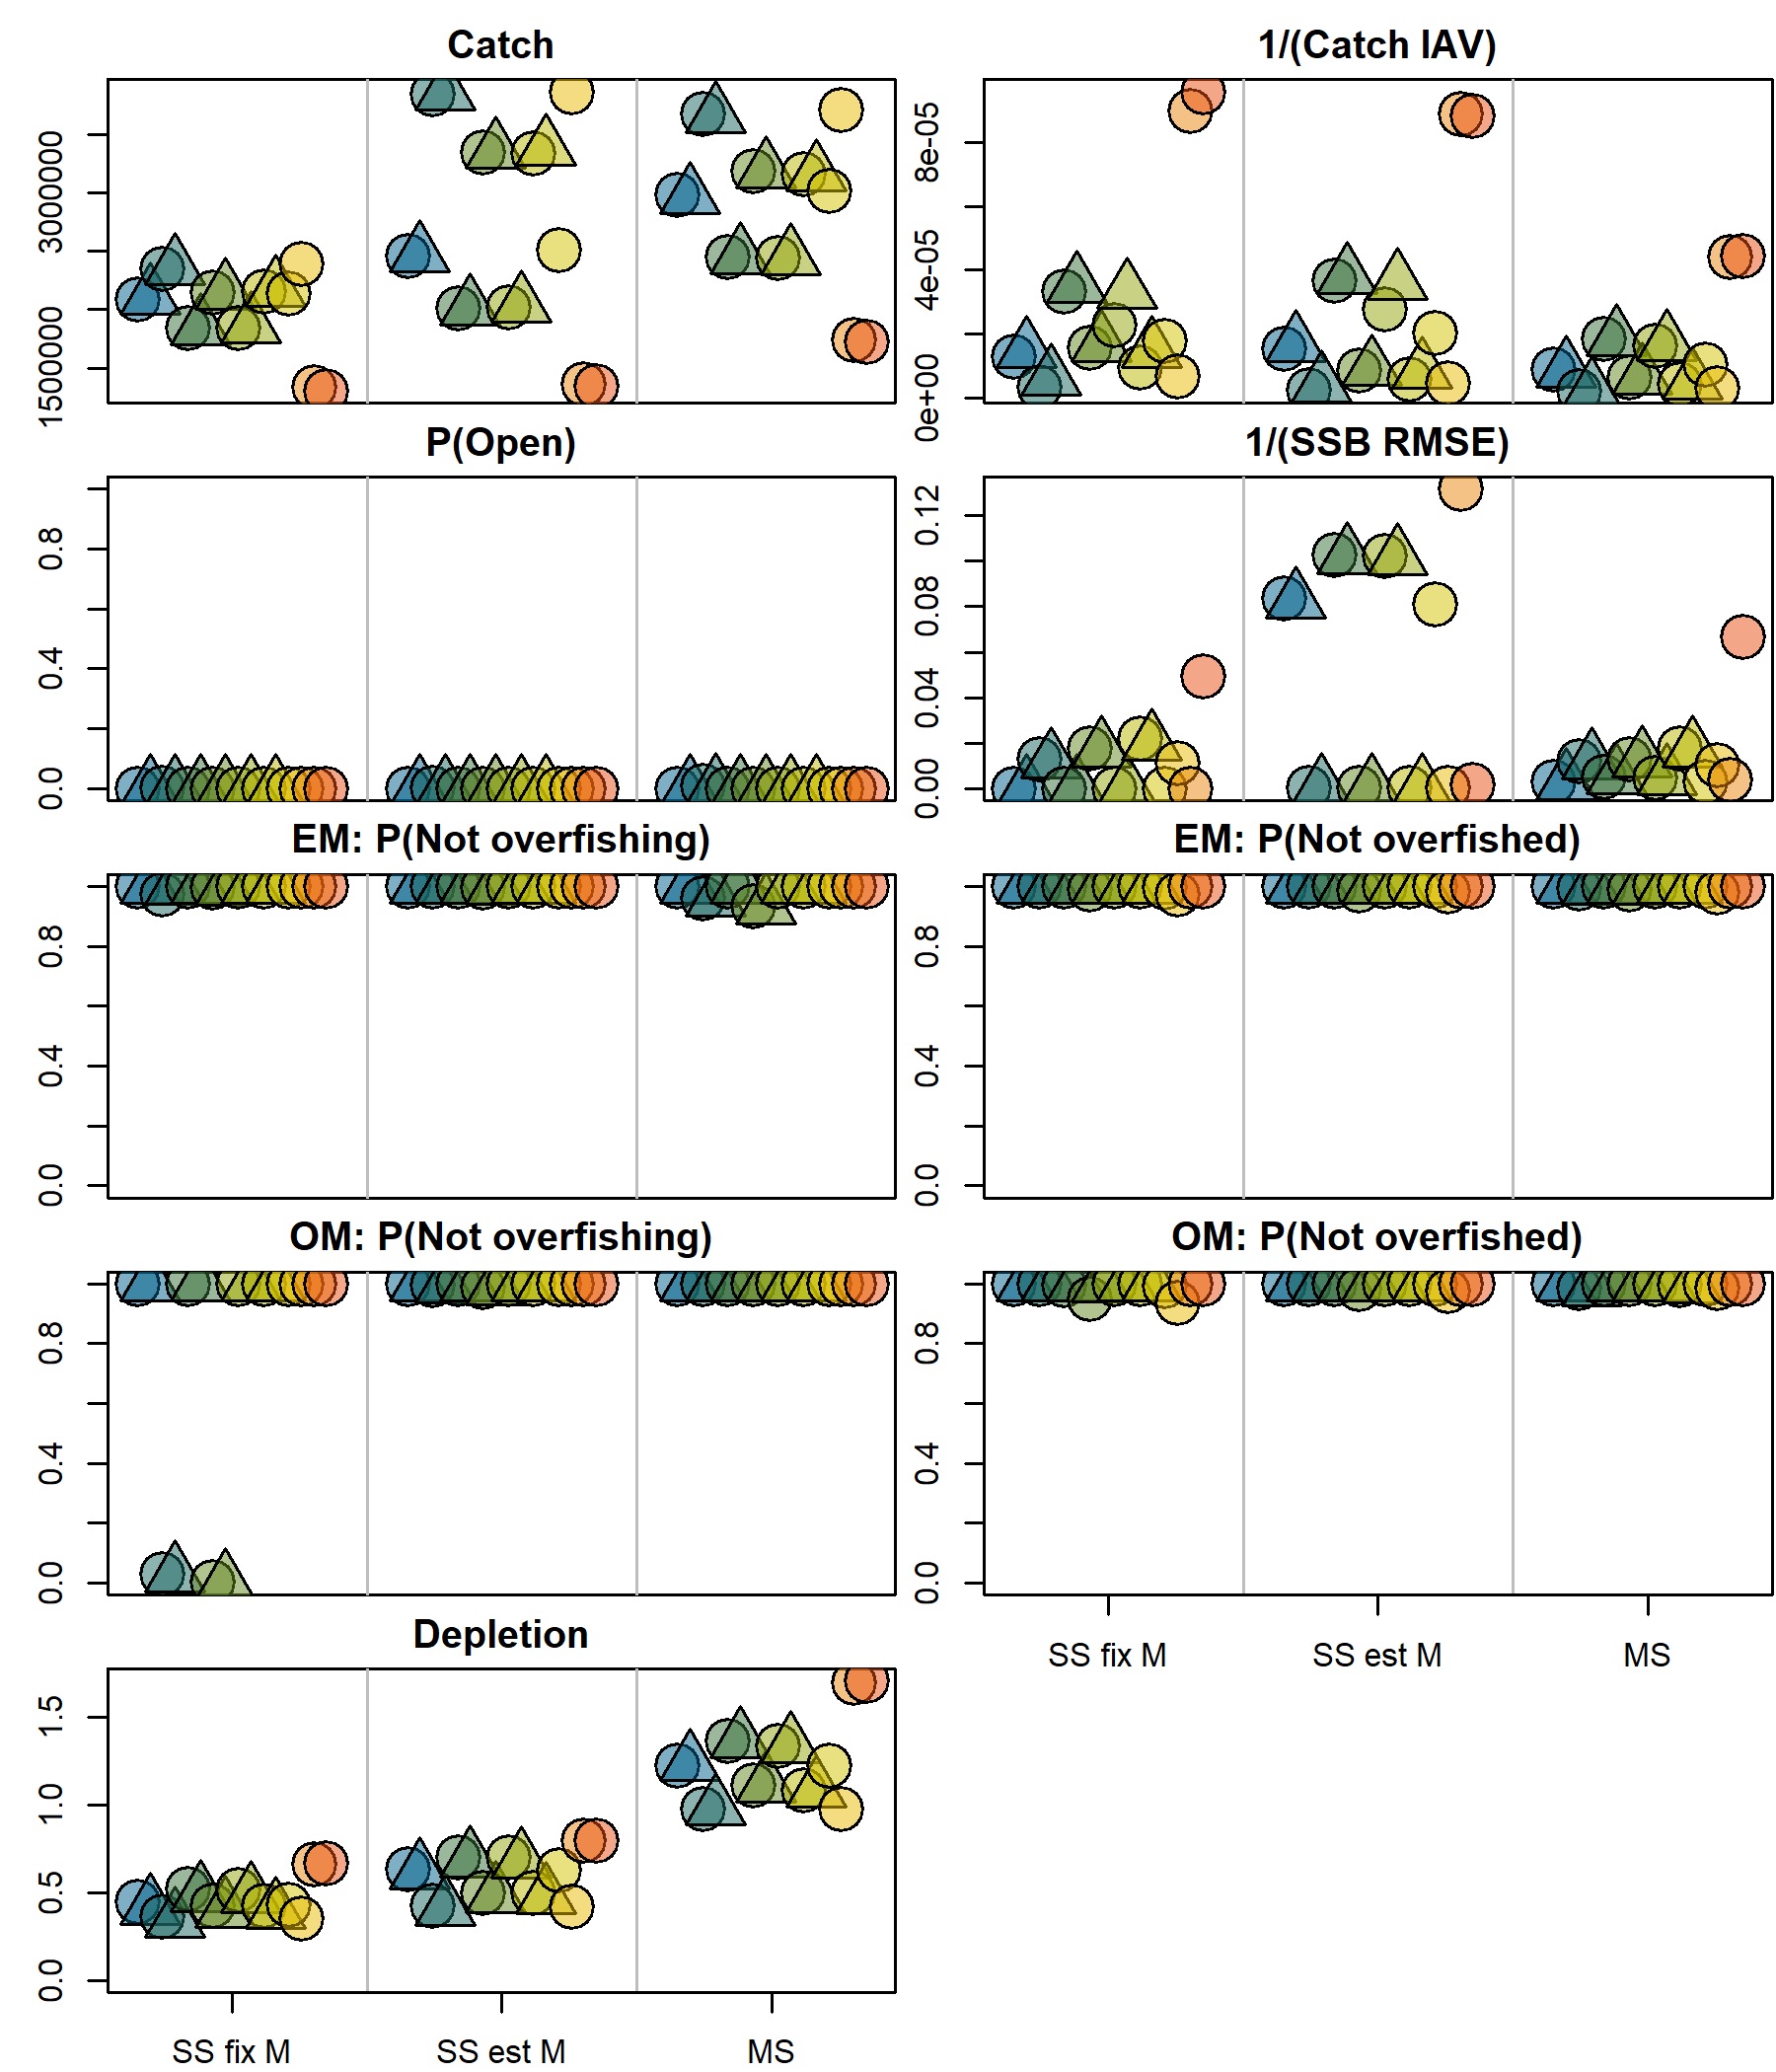 Catch
1/(Catch IAV)
1500000
3000000
0e+00
4e-05
8e-05
P(Open)
1/(SSB RMSE)
0.0
0.4
0.8
0.00
0.04
0.08
0.12
EM: P(Not overfishing)
EM: P(Not overfished)
0.0
0.4
0.8
0.0
0.4
0.8
OM: P(Not overfishing)
OM: P(Not overfished)
0.0
0.4
0.8
0.0
0.4
0.8
SS fix M
SS est M
MS
Depletion
0.0
0.5
1.0
1.5
SS fix M
SS est M
MS